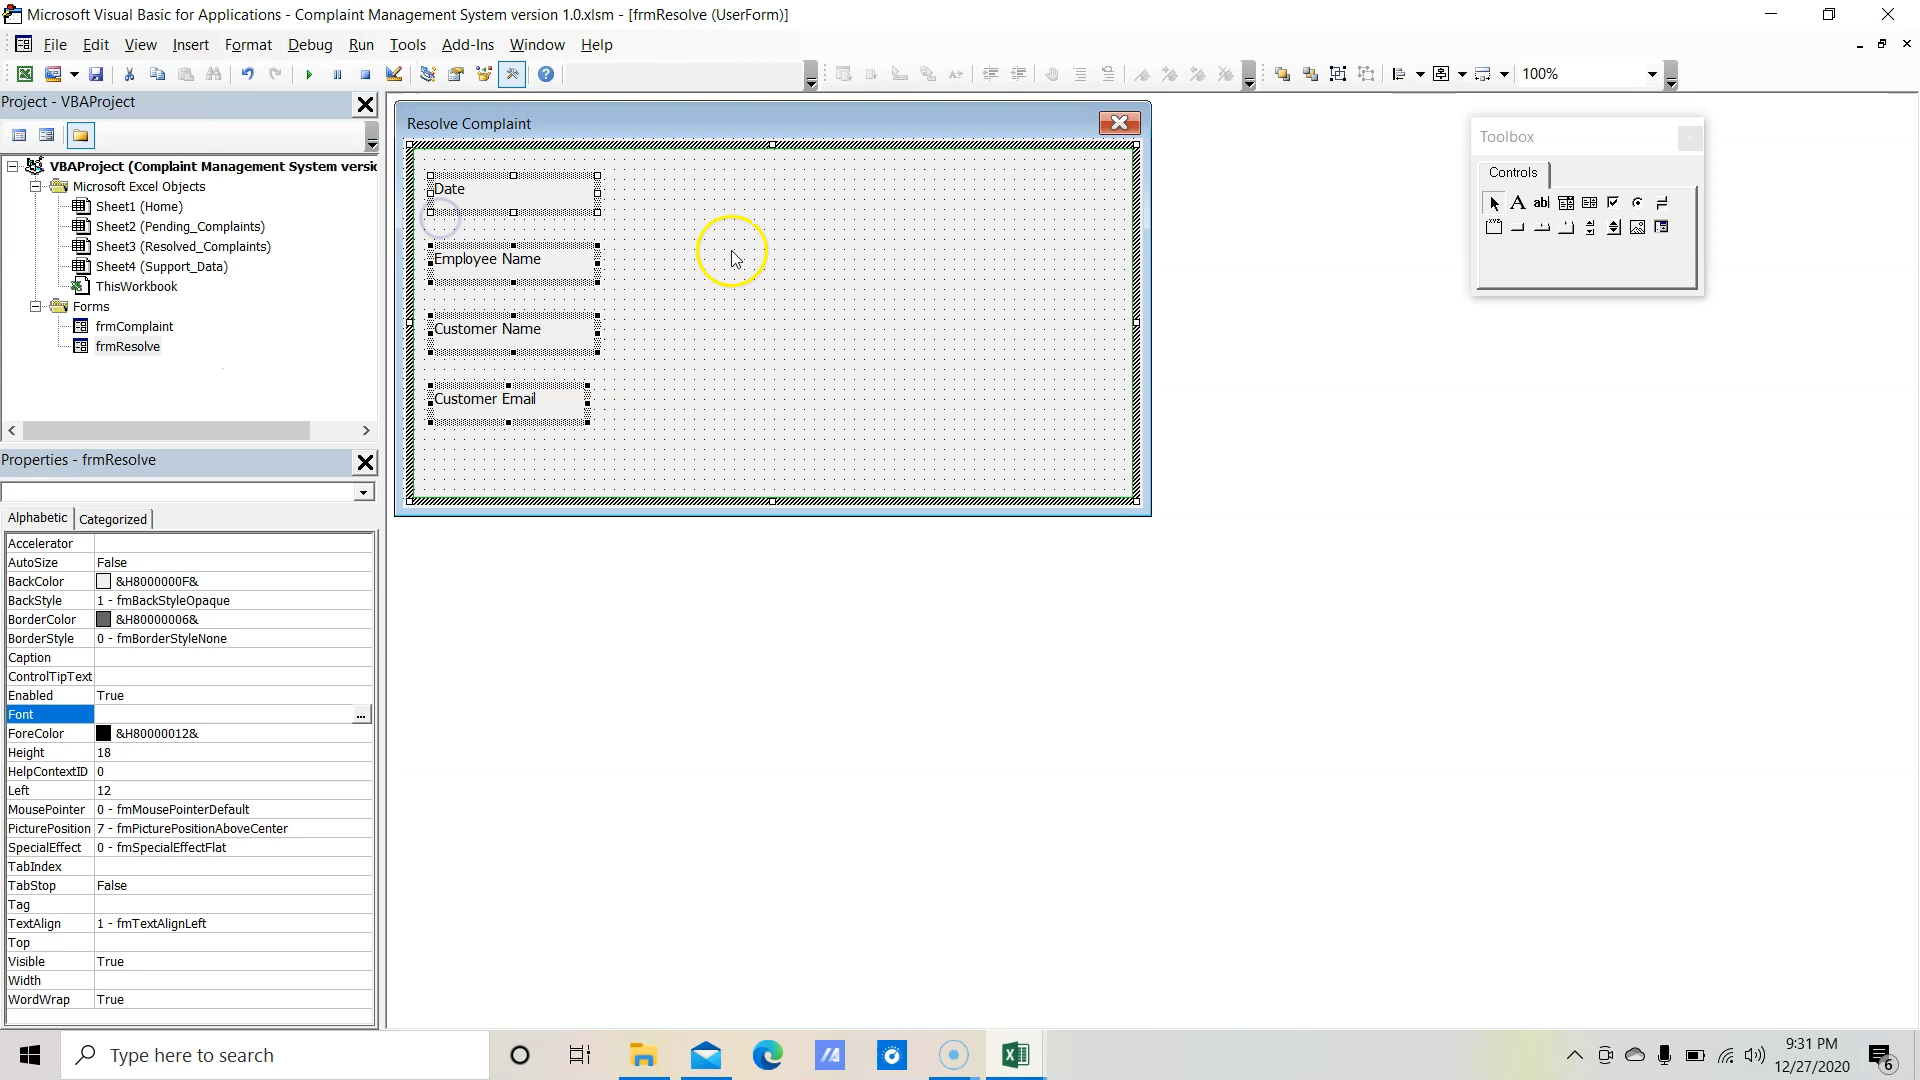 Microsoft Visual Basic for Applications - Complaint Management System version 1.0.xlsm - [frmResolve (UserForm)]
File Edit View Insert Format Debug Run Tools Add-Ins Window Help
100%
Project - VBAProject
VBAProject (Complaint Management System versic
Microsoft Excel Objects
Sheet1 (Home)
Sheet2 (Pending_Complaints)
Sheet3 (Resolved_Complaints)
Sheet4 (Support_Data)
ThisWorkbook
Forms
frmComplaint
frmResolve
Properties - frmResolve
Alphabetic Categorized
Accelerator
AutoSize False
BackColor &H8000000F&
BackStyle 1 - fmBackStyleOpaque
BorderColor &H80000006&
BorderStyle 0 - fmBorderStyleNone
Caption
ControlTipText
Enabled True
Font ...
ForeColor &H80000012&
Height 18
HelpContextID 0
Left 12
MousePointer 0 - fmMousePointerDefault
PicturePosition 7 - fmPicturePositionAboveCenter
SpecialEffect 0 - fmSpecialEffectFlat
TabIndex
TabStop False
Tag
TextAlign 1 - fmTextAlignLeft
Top
Visible True
Width
WordWrap True
Resolve Complaint
Date
Employee Name
Customer Name
Customer Email
Toolbox
Controls
A ab|
Type here to search
9:31 PM
12/27/2020
6